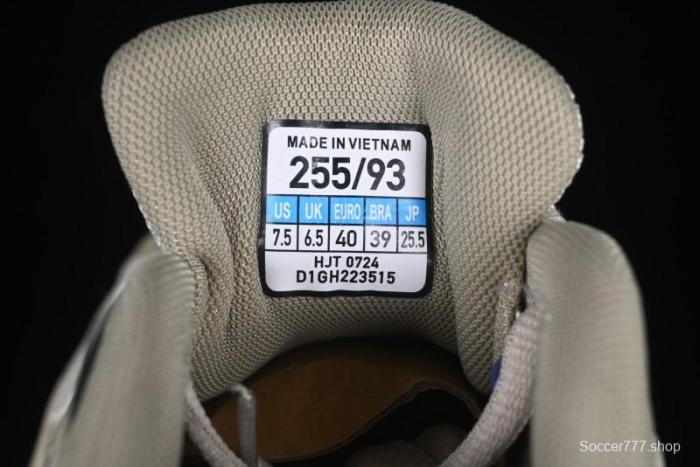 MADE IN VIETNAM
255/93
US UK EURO BRA JP
7.5 6.5 40 39 25.5
HJT 0724
D1GH223515
Soccer777.shop